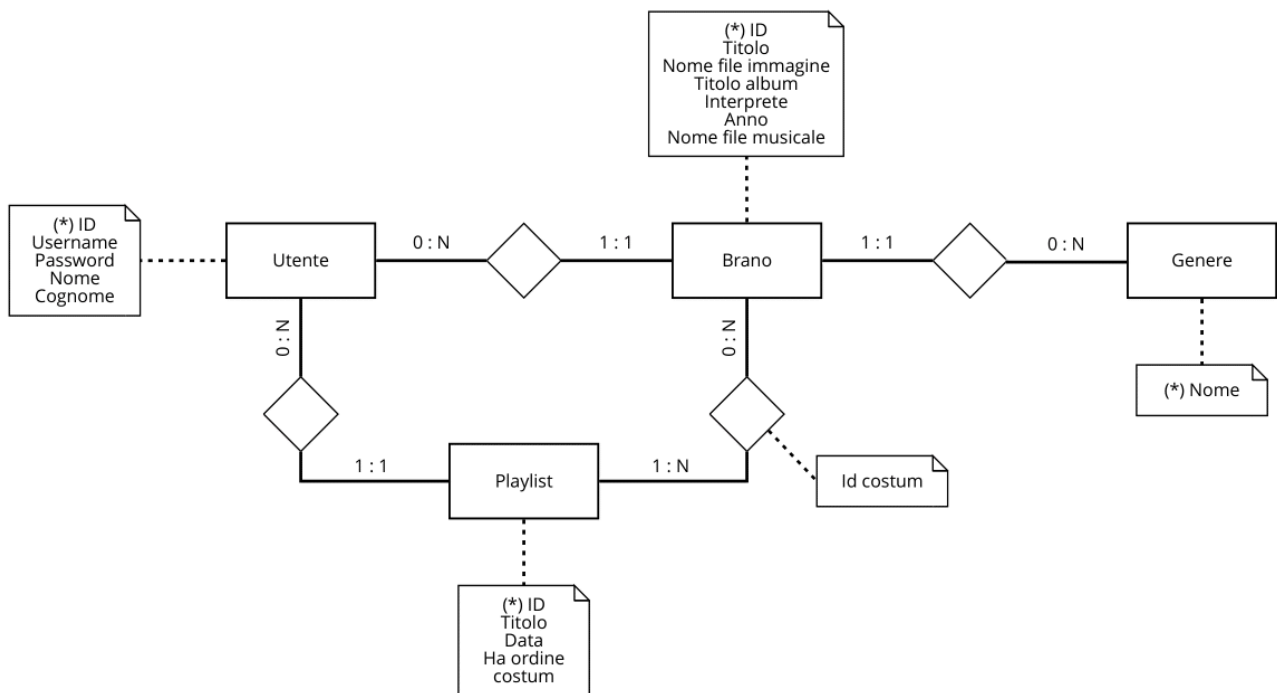 (*) ID
Titolo
Nome file immagine
Titolo album
Interprete
Anno
Nome file musicale
(*) ID
Username
Password
Nome
Cognome
Utente
0 : N
1 : 1
Brano
1 : 1
0 : N
Genere
0 : N
0 : N
(*) Nome
1 : 1
Playlist
1 : N
Id costum
(*) ID
Titolo
Data
Ha ordine
costum